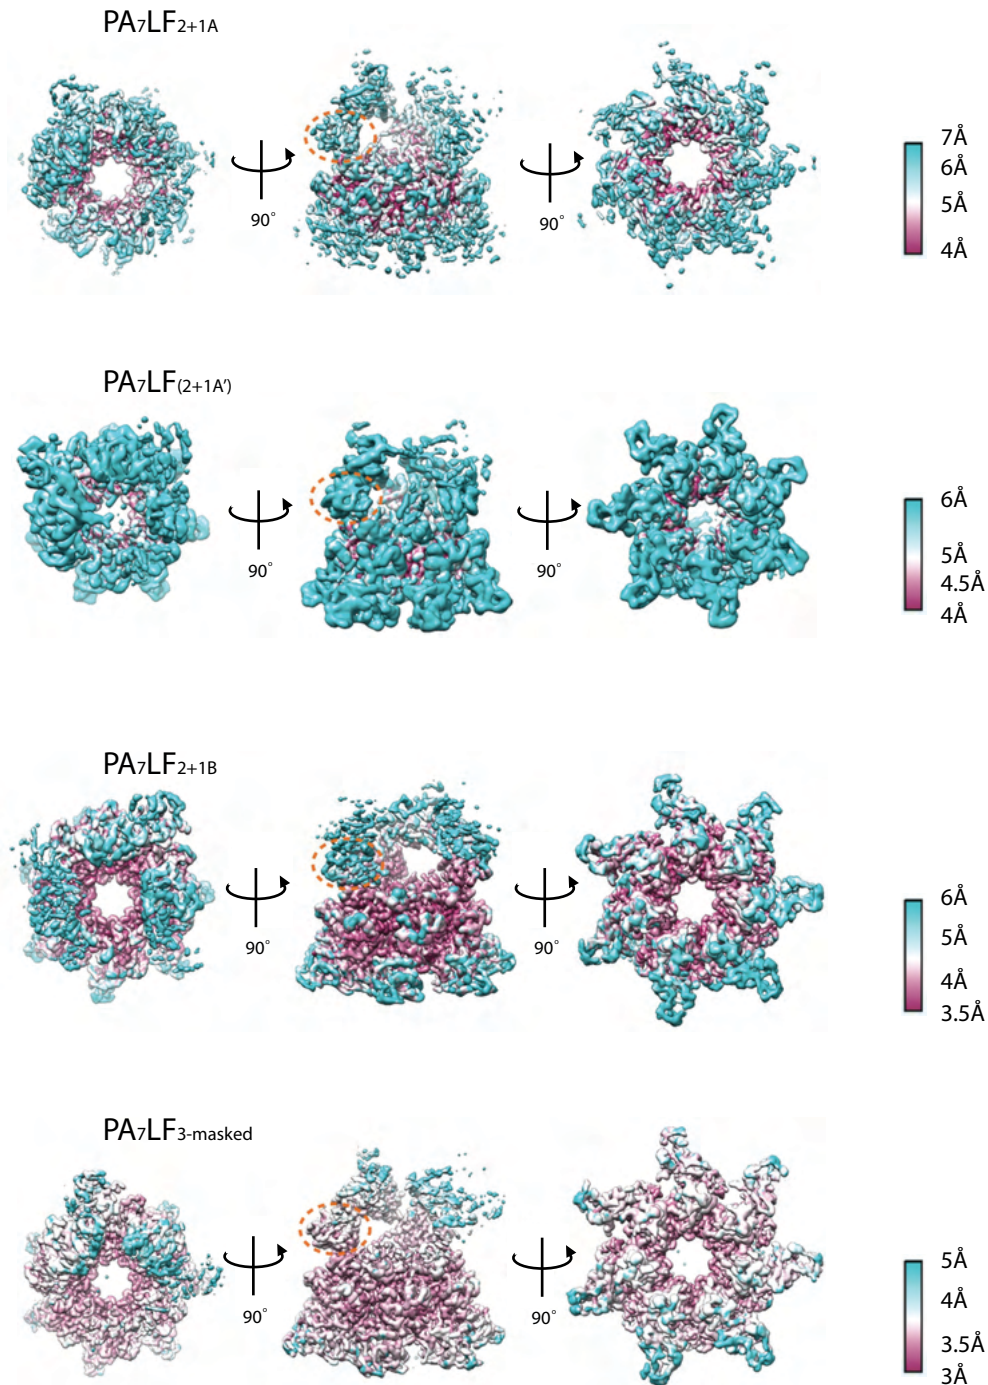 PA7LF2+1A
90°
90°
7Å
6Å
5Å
4Å
PA7LF(2+1A')
90°
90°
6Å
5Å
4.5Å
4Å
PA7LF2+1B
90°
90°
6Å
5Å
4Å
3.5Å
PA7LF3-masked
90°
90°
5Å
4Å
3.5Å
3Å